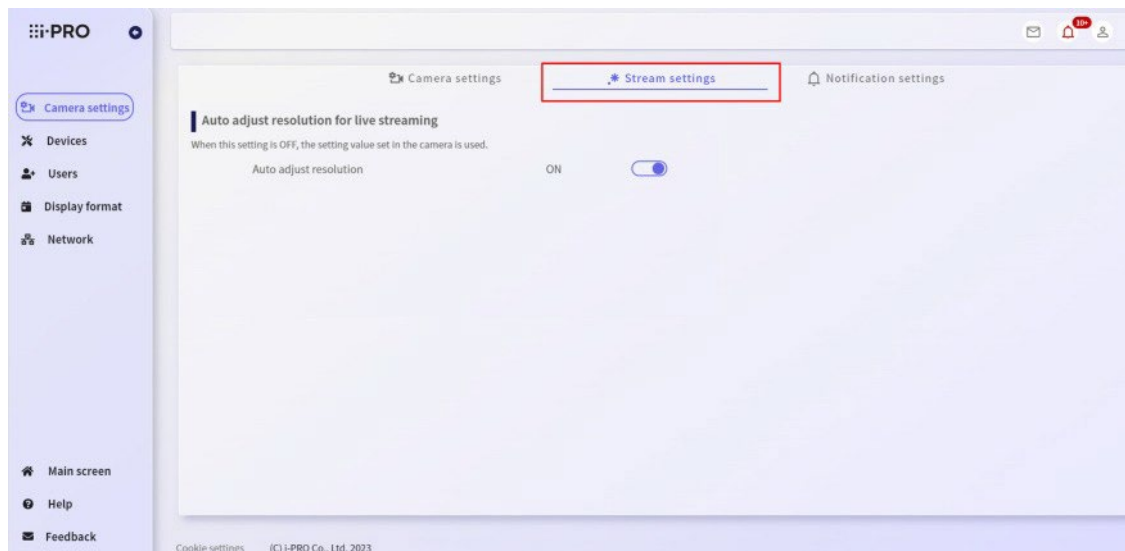 i-PRO
10+
Camera settings
Stream settings
Notification settings
Camera settings
Devices
Users
Display format
Network
Auto adjust resolution for live streaming
When this setting is OFF, the setting value set in the camera is used.
Auto adjust resolution ON
Main screen
Help
Feedback
Cookie settings (C) i-PRO Co., Ltd. 2023